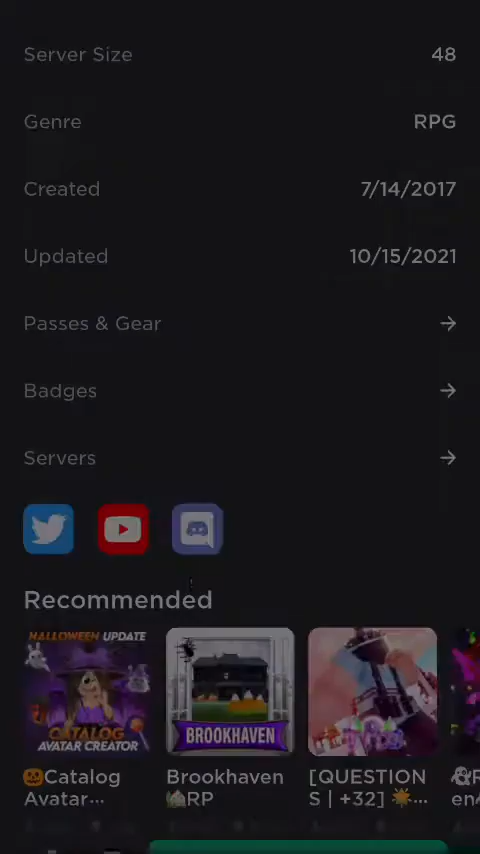 Server Size 48
Genre RPG
Created 7/14/2017
Updated 10/15/2021
Passes & Gear →
Badges →
Servers →
Recommended
HALLOWEEN UPDATE
CATALOG
AVATAR CREATOR
BROOKHAVEN
🎃Catalog
Avatar...
Brookhaven
🏠RP
[QUESTION
S | +32] 🌟...